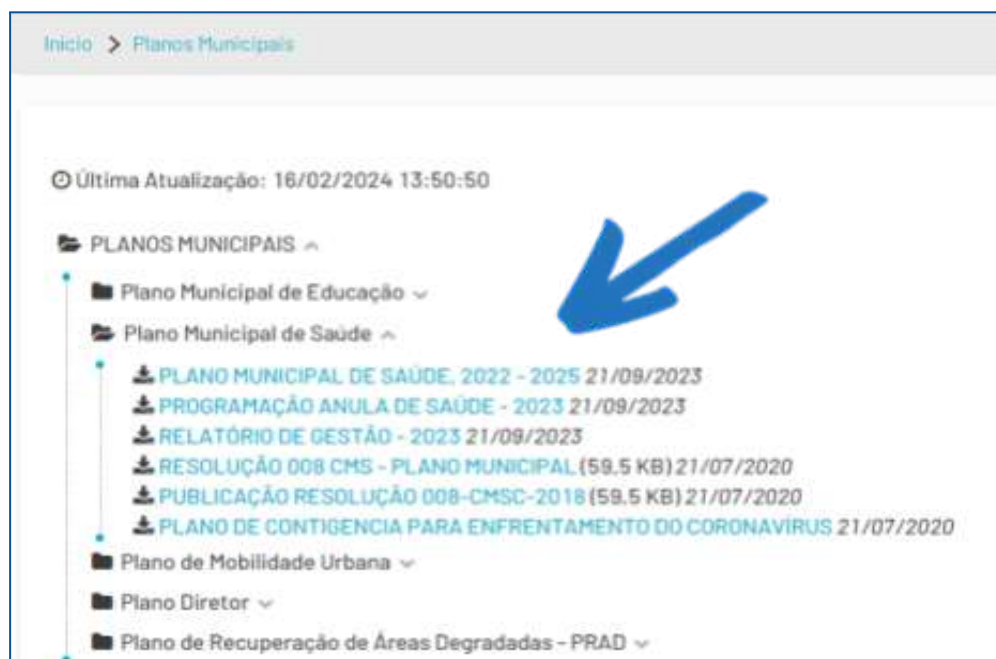 Inicio > Planos Municipais
Última Atualização: 16/02/2024 13:50:50
PLANOS MUNICIPAIS
Plano Municipal de Educação
Plano Municipal de Saúde
PLANO MUNICIPAL DE SAÚDE, 2022 - 2025 21/09/2023
PROGRAMAÇÃO ANULA DE SAÚDE - 2023 21/09/2023
RELATÓRIO DE GESTÃO - 2023 21/09/2023
RESOLUÇÃO 008 CMS - PLANO MUNICIPAL (59.5 KB) 21/07/2020
PUBLICAÇÃO RESOLUÇÃO 008-CMSC-2018 (59.5 KB) 21/07/2020
PLANO DE CONTIGENCIA PARA ENFRENTAMENTO DO CORONAVÍRUS 21/07/2020
Plano de Mobilidade Urbana
Plano Diretor
Plano de Recuperação de Áreas Degradadas - PRAD